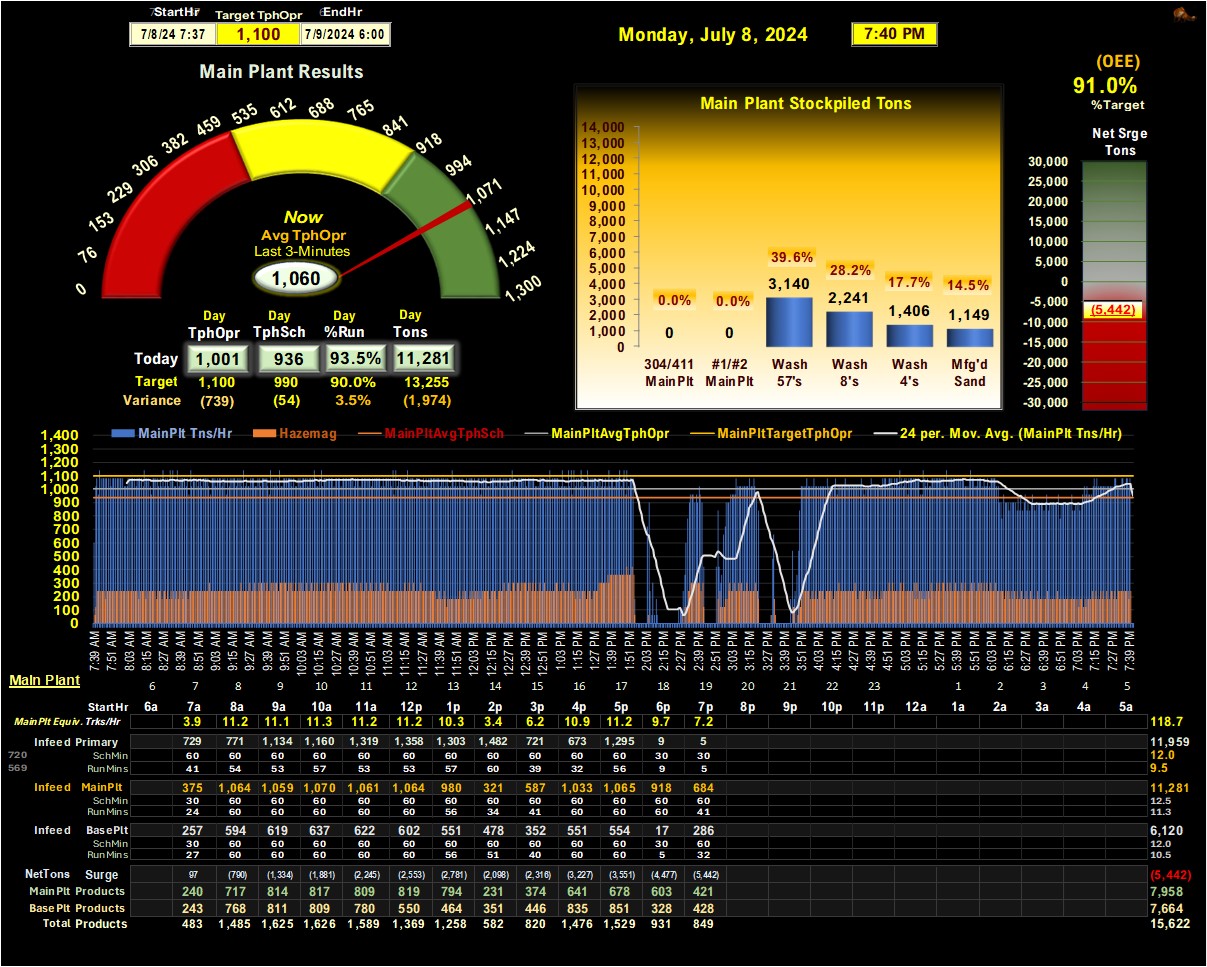 StartHr Target TphOpr EndHr
7/8/24 7:37 1,100 7/9/2024 6:00
Monday, July 8, 2024 7:40 PM
(OEE)
91.0%
%Target
Main Plant Results
0 76 153 229 306 382 459 535 612 688 765 841 918 994 1,071 1,147 1,224 1,300
Now
Avg TphOpr
Last 3-Minutes
1,060
Day Day Day Day
TphOpr TphSch %Run Tons
Today 1,001 936 93.5% 11,281
Target 1,100 990 90.0% 13,255
Variance (739) (54) 3.5% (1,974)
Main Plant Stockpiled Tons
14,000
13,000
12,000
11,000
10,000
9,000
8,000
7,000
6,000
5,000
4,000
3,000
2,000
1,000
0
0.0% 0.0% 39.6% 28.2% 17.7% 14.5%
0 0 3,140 2,241 1,406 1,149
304/411 #1/#2 Wash Wash Wash Mfg'd
MainPlt MainPlt 57's 8's 4's Sand
Net Srge
Tons
30,000
25,000
20,000
15,000
10,000
5,000
0
-5,000
(5,442)
-10,000
-15,000
-20,000
-25,000
-30,000
MainPlt Tns/Hr Hazemag MainPltAvgTphSch MainPltAvgTphOpr MainPltTargetTphOpr 24 per. Mov. Avg. (MainPlt Tns/Hr)
1,400
1,300
1,200
1,100
1,000
900
800
700
600
500
400
300
200
100
0
7:39 AM 7:51 AM 8:03 AM 8:15 AM 8:27 AM 8:39 AM 8:51 AM 9:03 AM 9:15 AM 9:27 AM 9:39 AM 9:51 AM 10:03 AM 10:15 AM 10:27 AM 10:39 AM 10:51 AM 11:03 AM 11:15 AM 11:27 AM 11:39 AM 11:51 AM 12:03 PM 12:15 PM 12:27 PM 12:39 PM 12:51 PM 1:03 PM 1:15 PM 1:27 PM 1:39 PM 1:51 PM 2:03 PM 2:15 PM 2:27 PM 2:39 PM 2:51 PM 3:03 PM 3:15 PM 3:27 PM 3:39 PM 3:51 PM 4:03 PM 4:15 PM 4:27 PM 4:39 PM 4:51 PM 5:03 PM 5:15 PM 5:27 PM 5:39 PM 5:51 PM 6:03 PM 6:15 PM 6:27 PM 6:39 PM 6:51 PM 7:03 PM 7:15 PM 7:27 PM 7:39 PM
Main Plant
6 7 8 9 10 11 12 13 14 15 16 17 18 19 20 21 22 23 1 2 3 4 5
StartHr 6a 7a 8a 9a 10a 11a 12p 1p 2p 3p 4p 5p 6p 7p 8p 9p 10p 11p 12a 1a 2a 3a 4a 5a
MainPlt Equiv. Trks/Hr 3.9 11.2 11.1 11.3 11.2 11.2 10.3 3.4 6.2 10.9 11.2 9.7 7.2 118.7
Infeed Primary 729 771 1,134 1,160 1,319 1,358 1,303 1,482 721 673 1,295 9 5 11,959
720 SchMin 60 60 60 60 60 60 60 60 60 60 60 30 30 12.0
569 RunMins 41 54 53 57 53 53 57 60 39 32 56 9 5 9.5
Infeed MainPlt 375 1,064 1,059 1,070 1,061 1,064 980 321 587 1,033 1,065 918 684 11,281
SchMin 30 60 60 60 60 60 60 60 60 60 60 60 60 12.5
RunMins 24 60 60 60 60 60 56 34 41 60 60 60 41 11.3
Infeed BasePlt 257 594 619 637 622 602 551 478 352 551 554 17 286 6,120
SchMin 30 60 60 60 60 60 60 60 60 60 60 30 60 12.0
RunMins 27 60 60 60 60 60 56 51 40 60 60 5 32 10.5
NetTons Surge 97 (790) (1,334) (1,881) (2,245) (2,553) (2,781) (2,098) (2,316) (3,227) (3,551) (4,477) (5,442) (5,442)
MainPlt Products 240 717 814 817 809 819 794 231 374 641 678 603 421 7,958
BasePlt Products 243 768 811 809 780 550 464 351 446 835 851 328 428 7,664
Total Products 483 1,485 1,625 1,626 1,589 1,369 1,258 582 820 1,476 1,529 931 849 15,622